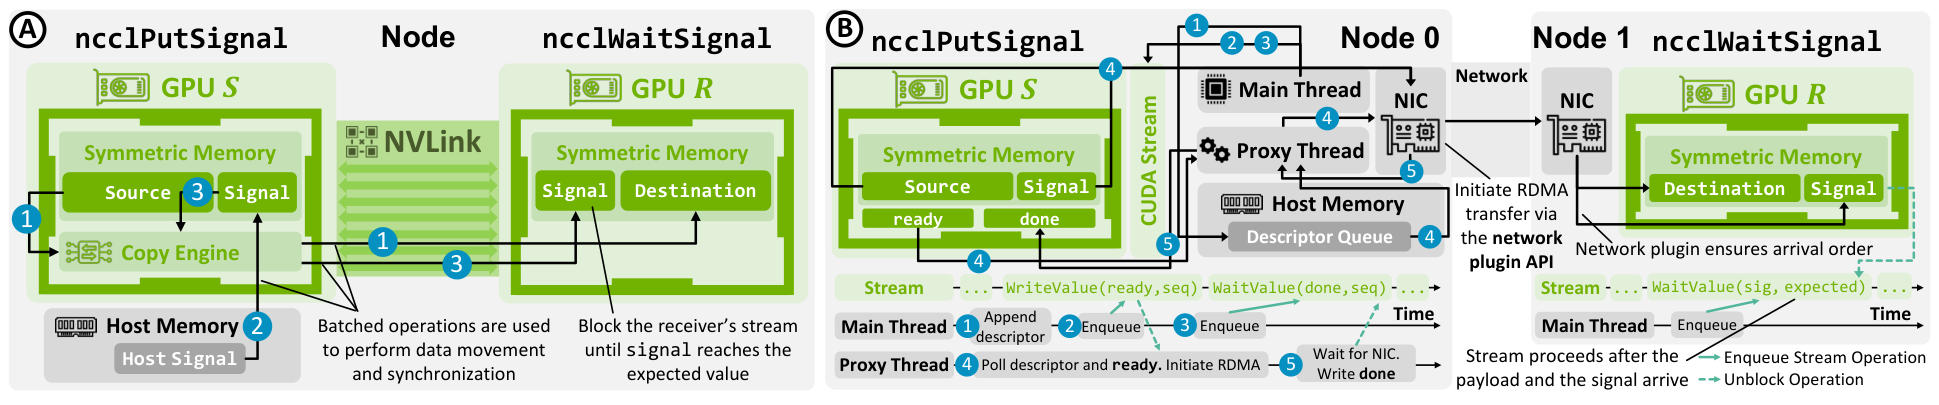 A
ncclPutSignal
Node
ncclWaitSignal
GPU S
GPU R
NVLink
Symmetric Memory
Source
3
Signal
1
Copy Engine
Symmetric Memory
Signal
Destination
1
3
Host Memory
2
Host Signal
Batched operations are used
to perform data movement
and synchronization
Block the receiver's stream
until signal reaches the
expected value
B
ncclPutSignal
1
2
3
4
Node 0
GPU S
Symmetric Memory
Source
Signal
ready
done
4
CUDA Stream
Main Thread
4
Proxy Thread
5
5
Host Memory
Descriptor Queue
4
NIC
Network
Initiate RDMA
transfer via
the network
plugin API
Node 1
ncclWaitSignal
NIC
GPU R
Symmetric Memory
Destination
Signal
Network plugin ensures arrival order
Stream
...
WriteValue(ready,seq)
WaitValue(done,seq)
...
Main Thread
1
Append
descriptor
2
Enqueue
3
Enqueue
Time
Proxy Thread
4
Poll descriptor and ready. Initiate RDMA
5
Wait for NIC.
Write done
Stream
...
WaitValue(sig, expected)
...
Main Thread
Enqueue
Time
Stream proceeds after the
payload and the signal arrive
Enqueue Stream Operation
Unblock Operation